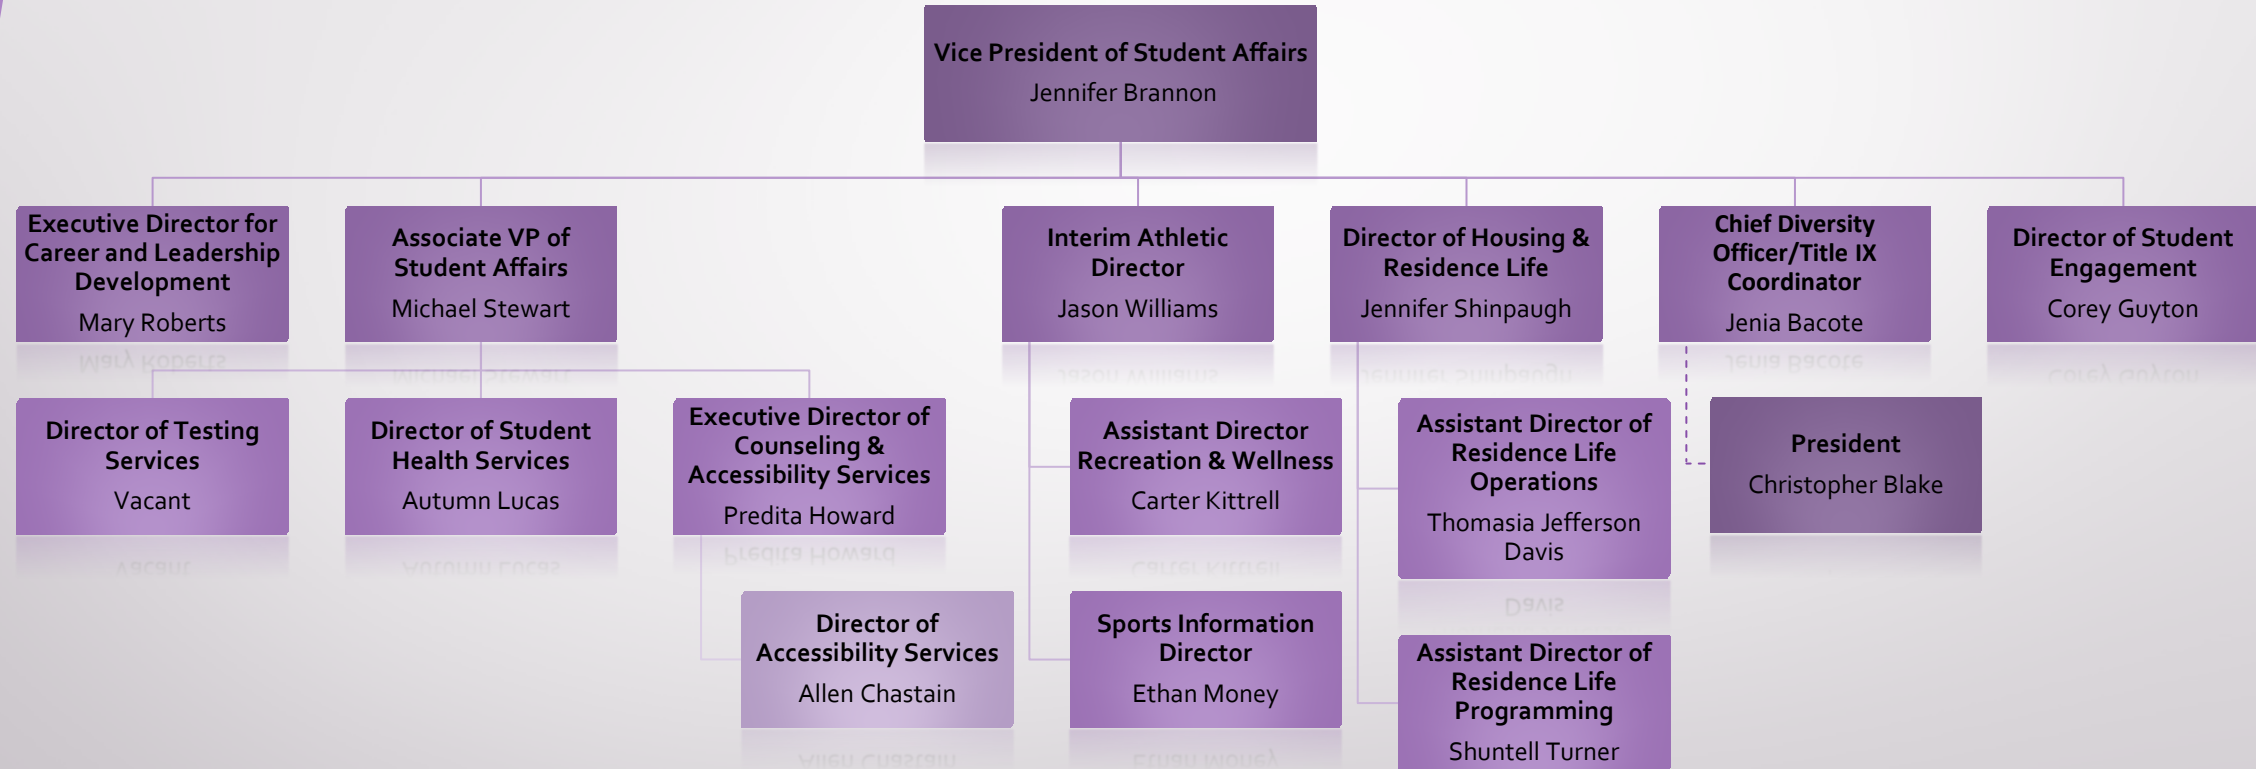 Vice President of Student Affairs
Jennifer Brannon
Executive Director for
Career and Leadership
Development
Mary Roberts
Associate VP of
Student Affairs
Michael Stewart
Interim Athletic
Director
Jason Williams
Director of Housing &
Residence Life
Jennifer Shinpaugh
Chief Diversity
Officer/Title IX
Coordinator
Jenia Bacote
Director of Student
Engagement
Corey Guyton
Director of Testing
Services
Vacant
Director of Student
Health Services
Autumn Lucas
Executive Director of
Counseling &
Accessibility Services
Predita Howard
Assistant Director
Recreation & Wellness
Carter Kittrell
Assistant Director of
Residence Life
Operations
Thomasia Jefferson
Davis
President
Christopher Blake
Director of
Accessibility Services
Allen Chastain
Sports Information
Director
Ethan Money
Assistant Director of
Residence Life
Programming
Shuntell Turner